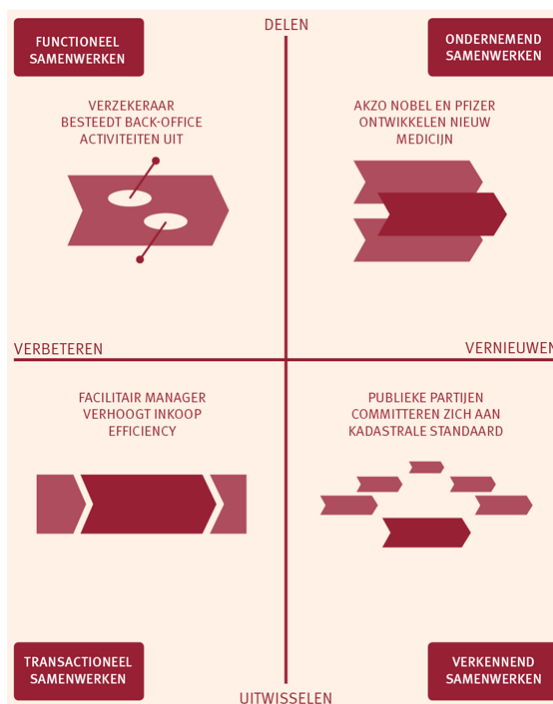 DELEN
FUNCTIONEEL
SAMENWERKEN
ONDERNEMEND
SAMENWERKEN
VERZEKERAAR
BESTEEDT BACK-OFFICE
ACTIVITEITEN UIT
AKZO NOBEL EN PFIZER
ONTWIKKELEN NIEUW
MEDICIJN
VERBETEREN
VERNIEUWEN
FACILITAIR MANAGER
VERHOOGT INKOOP
EFFICIENCY
PUBLIEKE PARTIJEN
COMMITTEREN ZICH AAN
KADASTRALE STANDAARD
TRANSACTIONEEL
SAMENWERKEN
VERKENNEND
SAMENWERKEN
UITWISSELEN